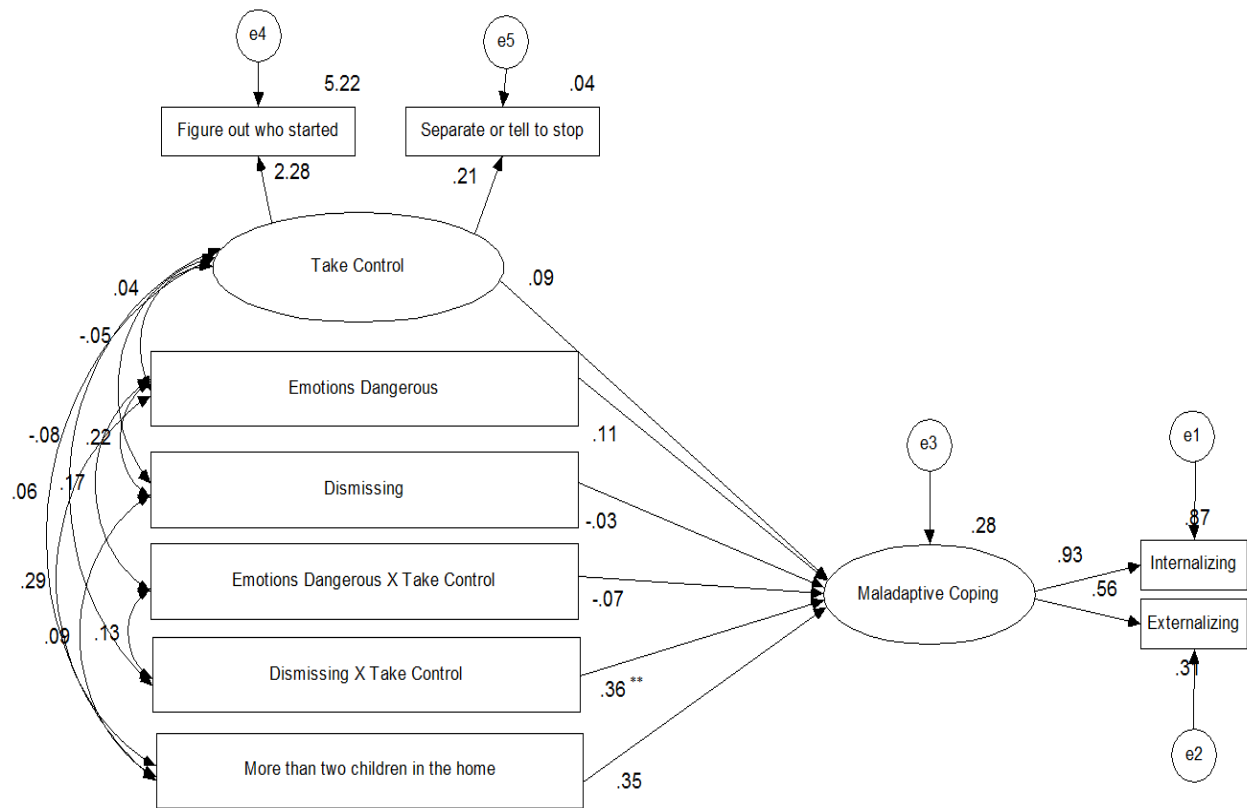 e4
e5
5.22
.04
Figure out who started
Separate or tell to stop
2.28
.21
Take Control
.09
.04
-.05
Emotions Dangerous
-.08
.22
.11
e3
e1
.06
.17
Dismissing
-.03
.28
.87
.93
Internalizing
.29
Emotions Dangerous X Take Control
-.07
Maladaptive Coping
.56
Externalizing
.09
.13
Dismissing X Take Control
.36 **
.31
More than two children in the home
.35
e2